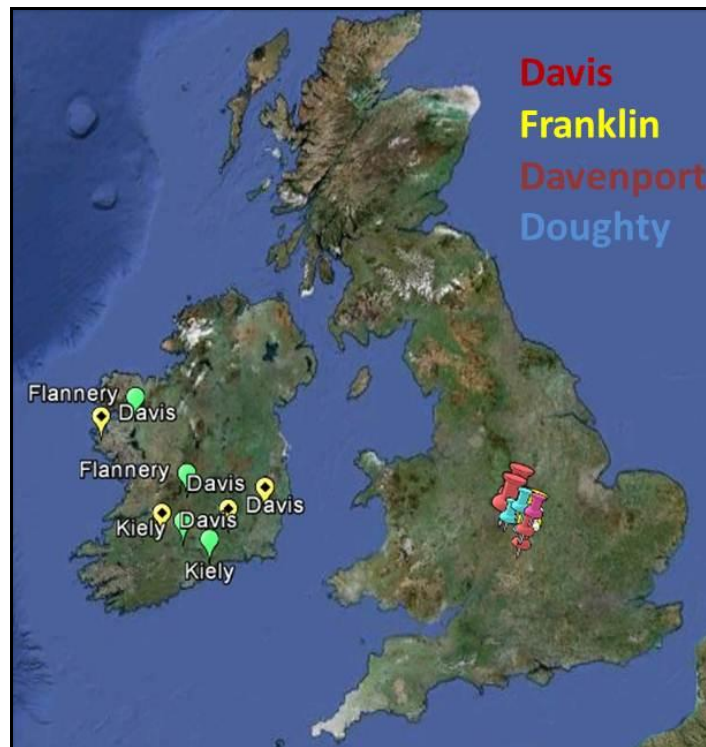 Davis
Franklin
Davenport
Doughty
Flannery
Davis
Flannery
Davis
Davis
Kiely
Davis
Kiely